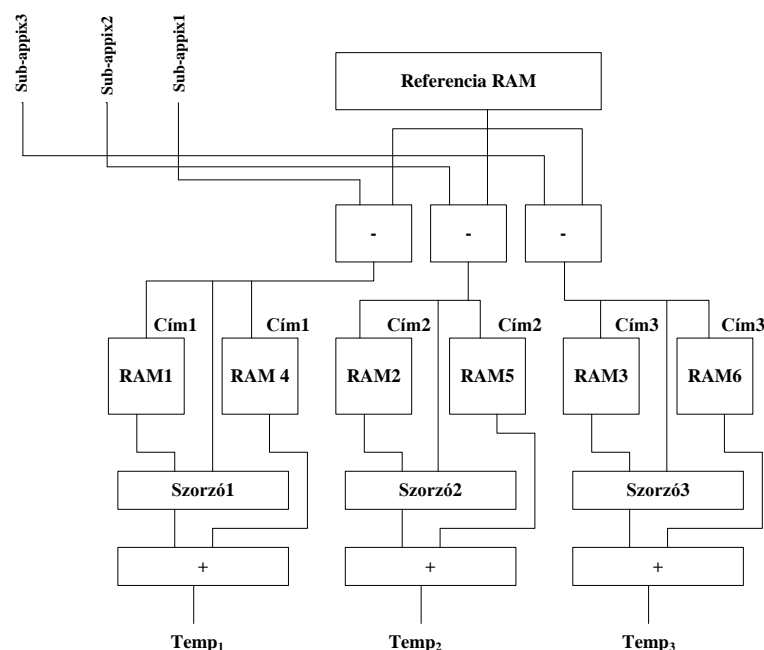 Sub-appix3
Sub-appix2
Sub-appix1
Referencia RAM
- - -
Cím1 Cím1 Cím2 Cím2 Cím3 Cím3
RAM1 RAM 4 RAM2 RAM5 RAM3 RAM6
Szorzó1 Szorzó2 Szorzó3
+ + +
Temp₁ Temp₂ Temp₃